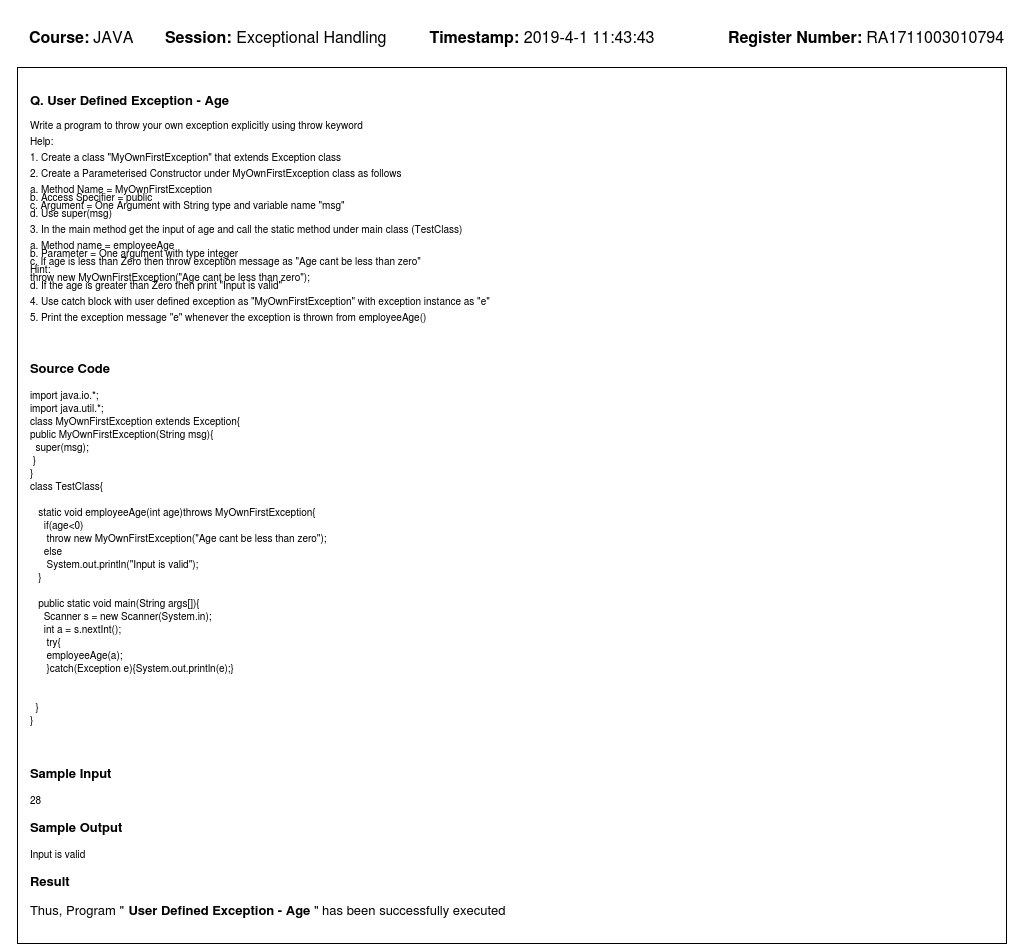 Course: JAVA Session: Exceptional Handling Timestamp: 2019-4-1 11:43:43 Register Number: RA1711003010794
Q. User Defined Exception - Age
Write a program to throw your own exception explicitly using throw keyword
Help:
1. Create a class "MyOwnFirstException" that extends Exception class
2. Create a Parameterised Constructor under MyOwnFirstException class as follows
a. Method Name = MyOwnFirstException
b. Access Specifier = public
c. Argument = One Argument with String type and variable name "msg"
d. Use super(msg)
3. In the main method get the input of age and call the static method under main class (TestClass)
a. Method name = employeeAge
b. Parameter = One argument with type integer
c. If age is less than Zero then throw exception message as "Age cant be less than zero"
Hint:
throw new MyOwnFirstException("Age cant be less than zero");
d. If the age is greater than Zero then print "Input is valid"
4. Use catch block with user defined exception as "MyOwnFirstException" with exception instance as "e"
5. Print the exception message "e" whenever the exception is thrown from employeeAge()
Source Code
import java.io.*;
import java.util.*;
class MyOwnFirstException extends Exception{
public MyOwnFirstException(String msg){
super(msg);
}
}
class TestClass{
static void employeeAge(int age)throws MyOwnFirstException{
if(age<0)
throw new MyOwnFirstException("Age cant be less than zero");
else
System.out.println("Input is valid");
}
public static void main(String args[]){
Scanner s = new Scanner(System.in);
int a = s.nextInt();
try{
employeeAge(a);
}catch(Exception e){System.out.println(e);}
}
}
Sample Input
28
Sample Output
Input is valid
Result
Thus, Program " User Defined Exception - Age " has been successfully executed